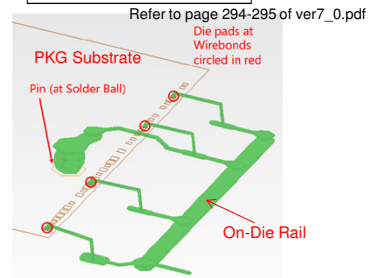 Refer to page 294-295 of ver7_0.pdf
Die pads at
Wirebonds
circled in red
PKG Substrate
Pin (at Solder Ball)
On-Die Rail